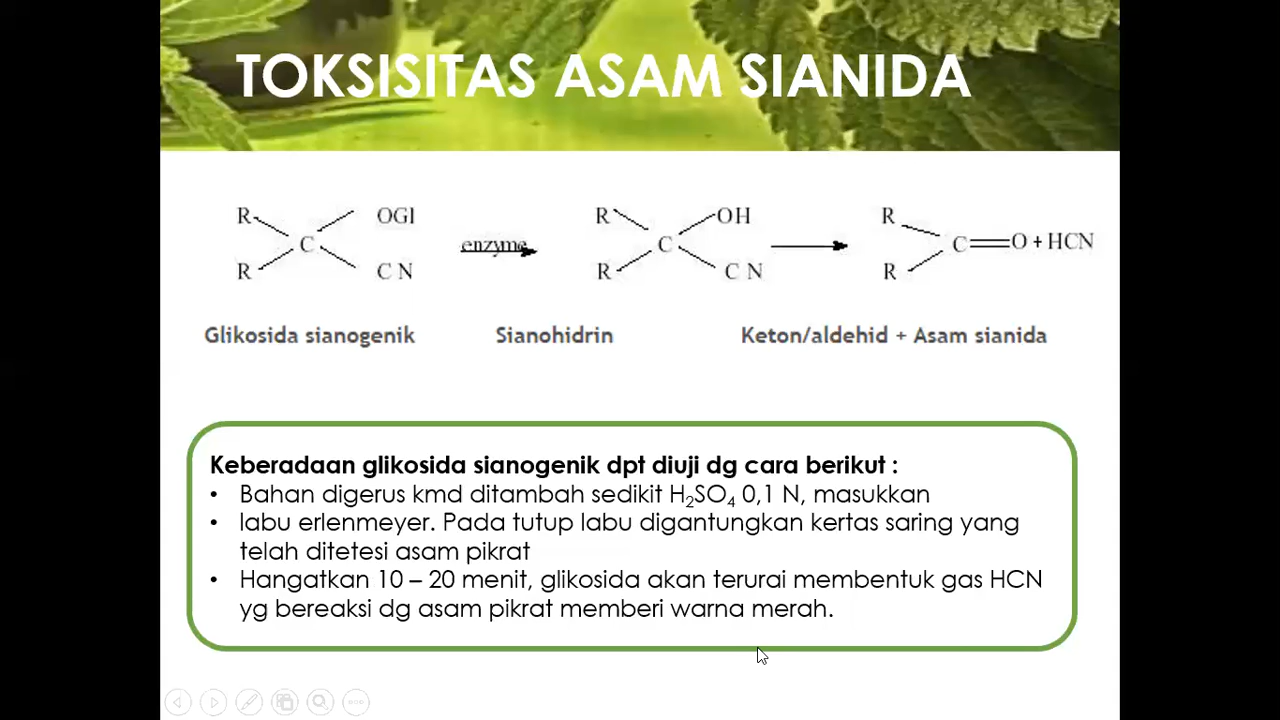 TOKSISITAS ASAM SIANIDA
R OGl R OH R
C enzyme C C O + HCN
R C N R C N R
Glikosida sianogenik Sianohidrin Keton/aldehid + Asam sianida
Keberadaan glikosida sianogenik dpt diuji dg cara berikut :
• Bahan digerus kmd ditambah sedikit H₂SO₄ 0,1 N, masukkan
• labu erlenmeyer. Pada tutup labu digantungkan kertas saring yang
telah ditetesi asam pikrat
• Hangatkan 10 – 20 menit, glikosida akan terurai membentuk gas HCN
yg bereaksi dg asam pikrat memberi warna merah.